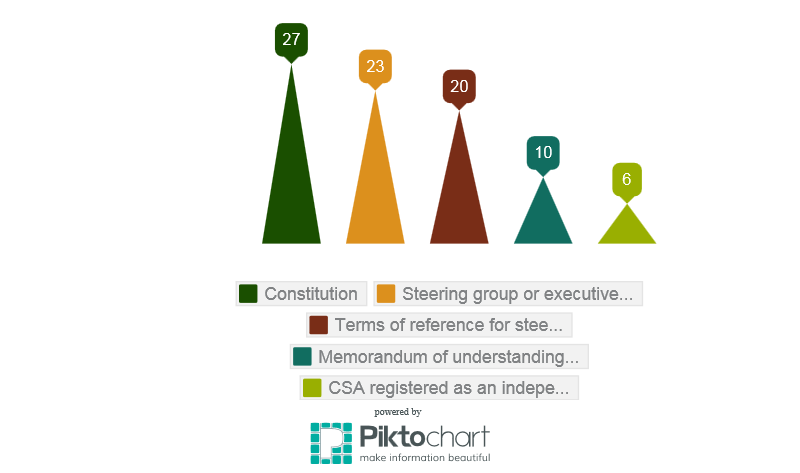 27
23
20
10
6
Constitution
Steering group or executive...
Terms of reference for stee...
Memorandum of understanding...
CSA registered as an indepe...
powered by
Piktochart
make information beautiful